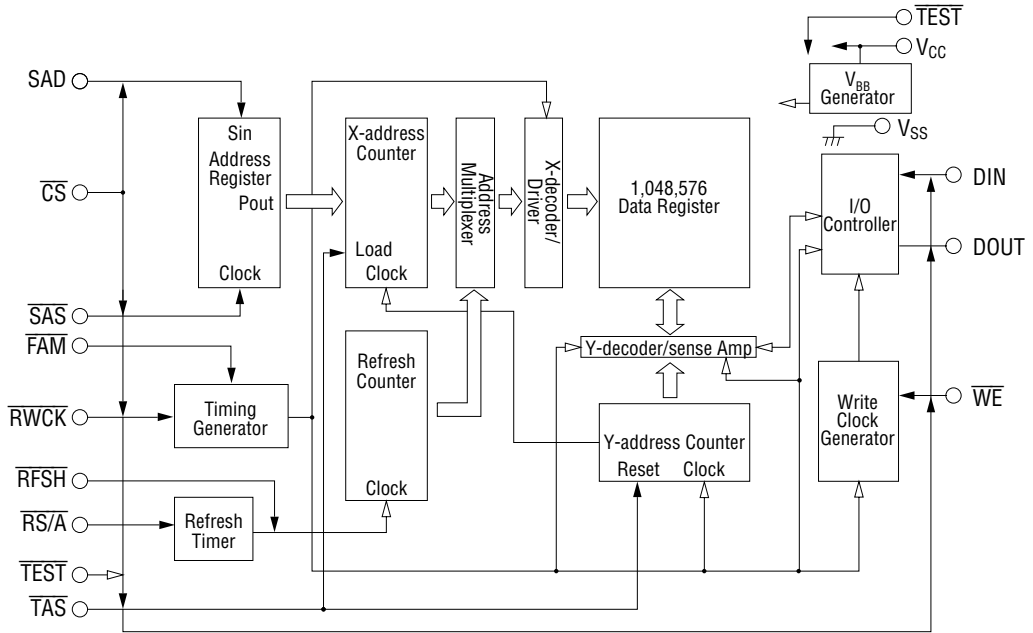 TEST
VCC
VBB
Generator
VSS
SAD
CS
SAS
FAM
RWCK
RFSH
RS/A
TEST
TAS
Sin
Address
Register
Pout
Clock
X-address
Counter
Load
Clock
Address
Multiplexer
X-decoder/
Driver
1,048,576
Data Register
I/O
Controller
DIN
DOUT
Refresh
Counter
Clock
Y-decoder/sense Amp
Timing
Generator
Y-address Counter
Reset Clock
Write
Clock
Generator
WE
Refresh
Timer